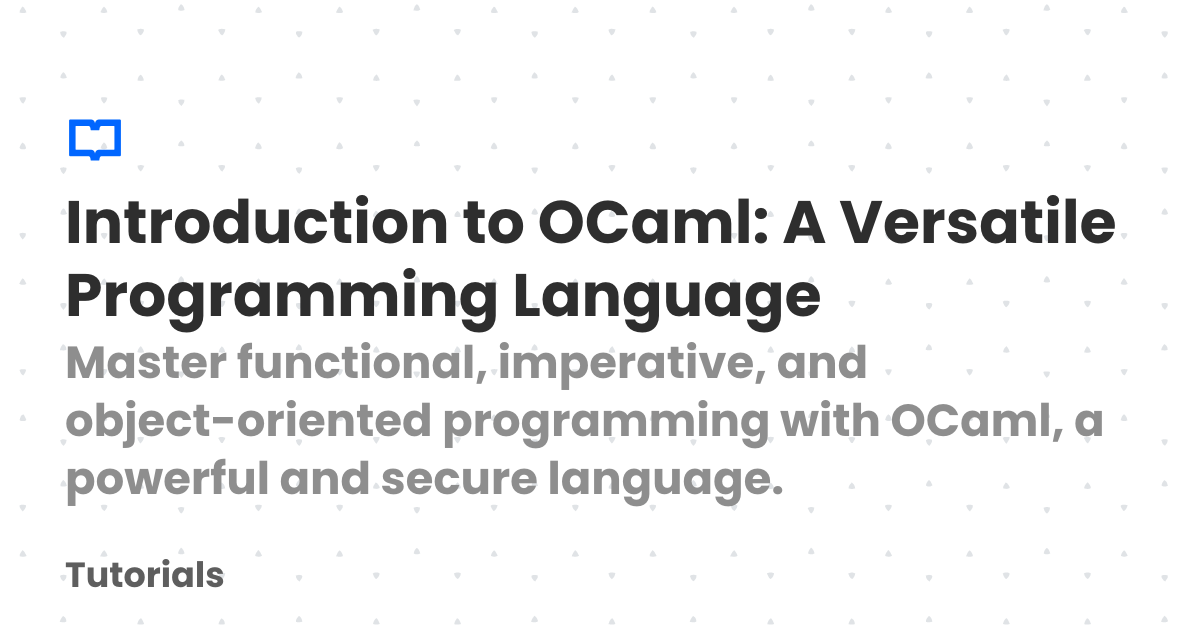 Introduction to OCaml: A Versatile
Programming Language
Master functional, imperative, and
object-oriented programming with OCaml, a
powerful and secure language.
Tutorials